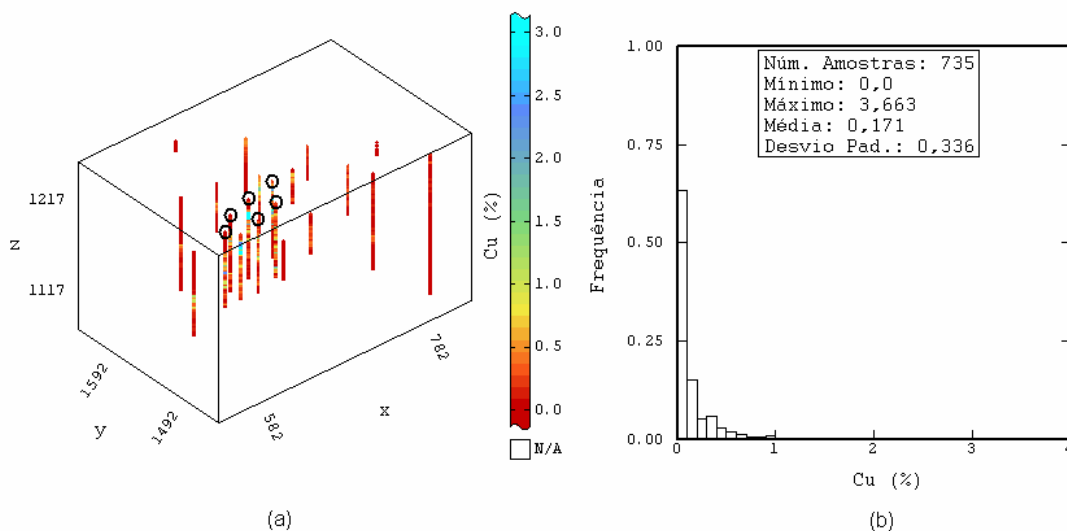 1217
z
1117
1592
y
1492
582
x
782
Cu (%)
3.0
2.5
2.0
1.5
1.0
0.5
0.0
N/A
(a)
1.00
0.75
0.50
0.25
0.00
Frequência
Núm. Amostras: 735
Mínimo: 0,0
Máximo: 3,663
Média: 0,171
Desvio Pad.: 0,336
0 1 2 3 4
Cu (%)
(b)